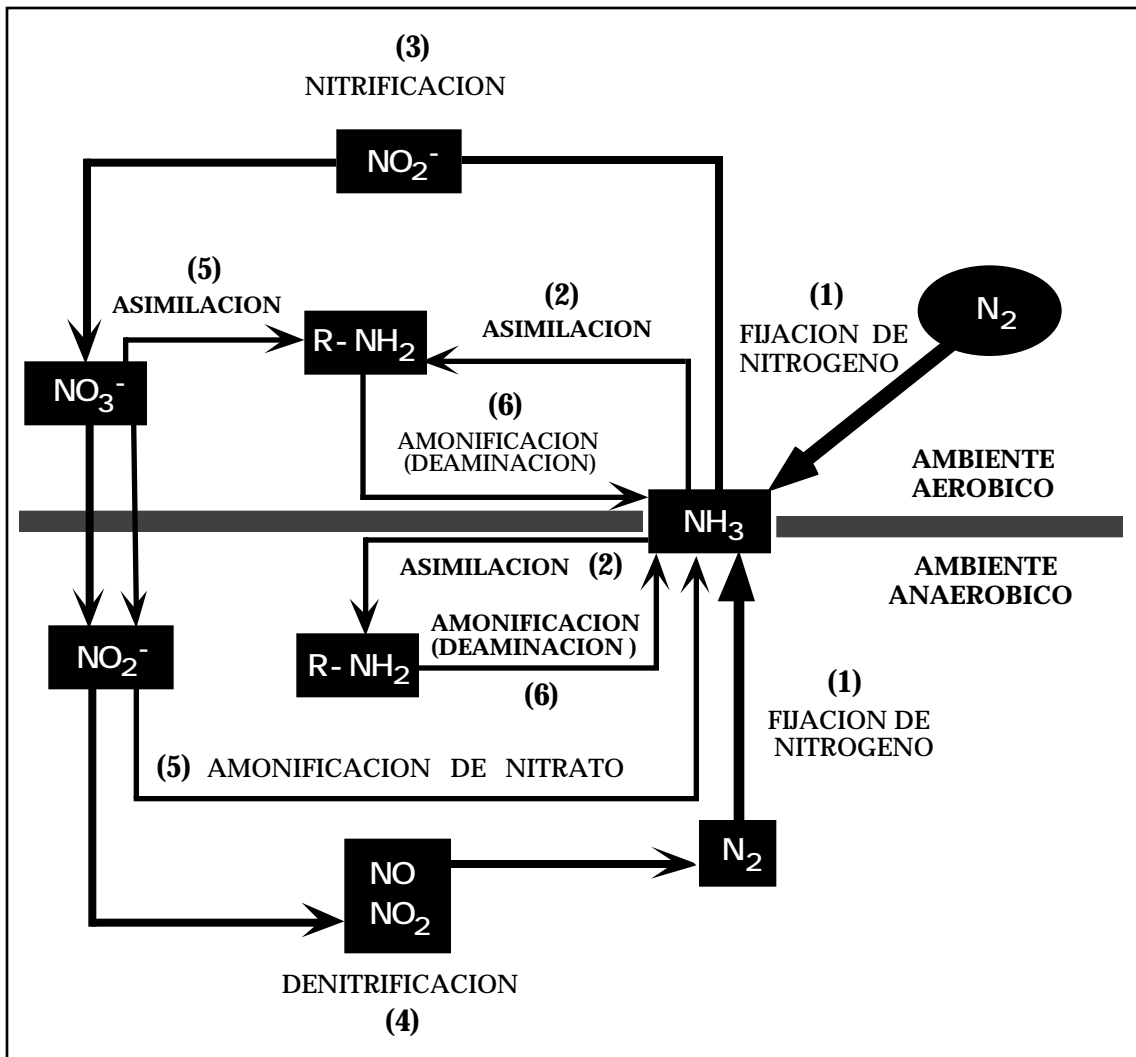 (3)
NITRIFICACION
NO₂⁻
(5)
ASIMILACION
(2)
ASIMILACION
(1)
FIJACION DE
NITROGENO
N₂
R-NH₂
NO₃⁻
(6)
AMONIFICACION
(DEAMINACION)
AMBIENTE
AEROBICO
NH₃
ASIMILACION (2)
AMBIENTE
ANAEROBICO
AMONIFICACION
(DEAMINACION )
NO₂⁻
R-NH₂
(6)
(1)
FIJACION DE
NITROGENO
(5) AMONIFICACION DE NITRATO
N₂
NO
NO₂
DENITRIFICACION
(4)